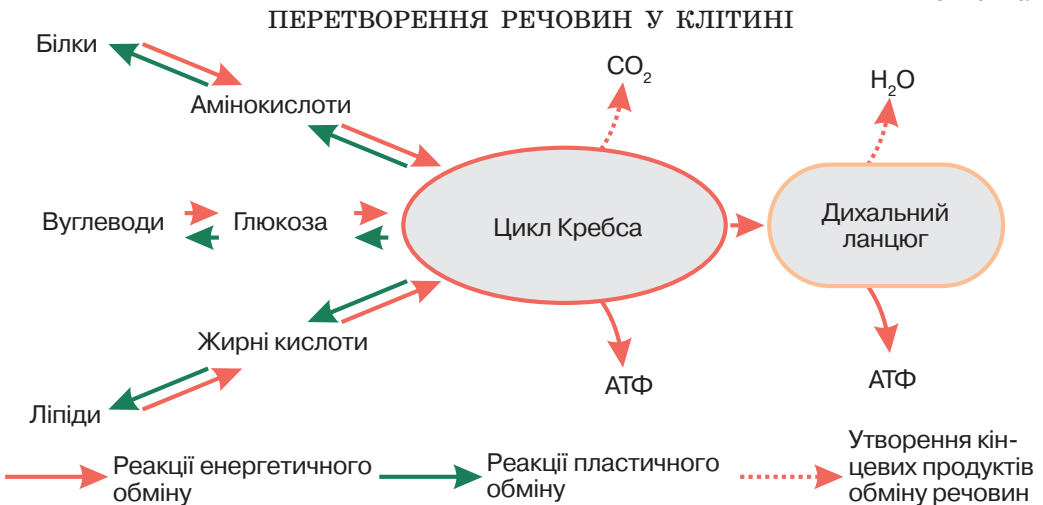 ПЕРЕТВОРЕННЯ РЕЧОВИН У КЛІТИНІ
Білки
Амінокислоти
CO₂
H₂O
Вуглеводи
Глюкоза
Цикл Кребса
Дихальний
ланцюг
Жирні кислоти
АТФ
АТФ
Ліпіди
Реакції енергетичного
обміну
Реакції пластичного
обміну
Утворення кін-
цевих продуктів
обміну речовин